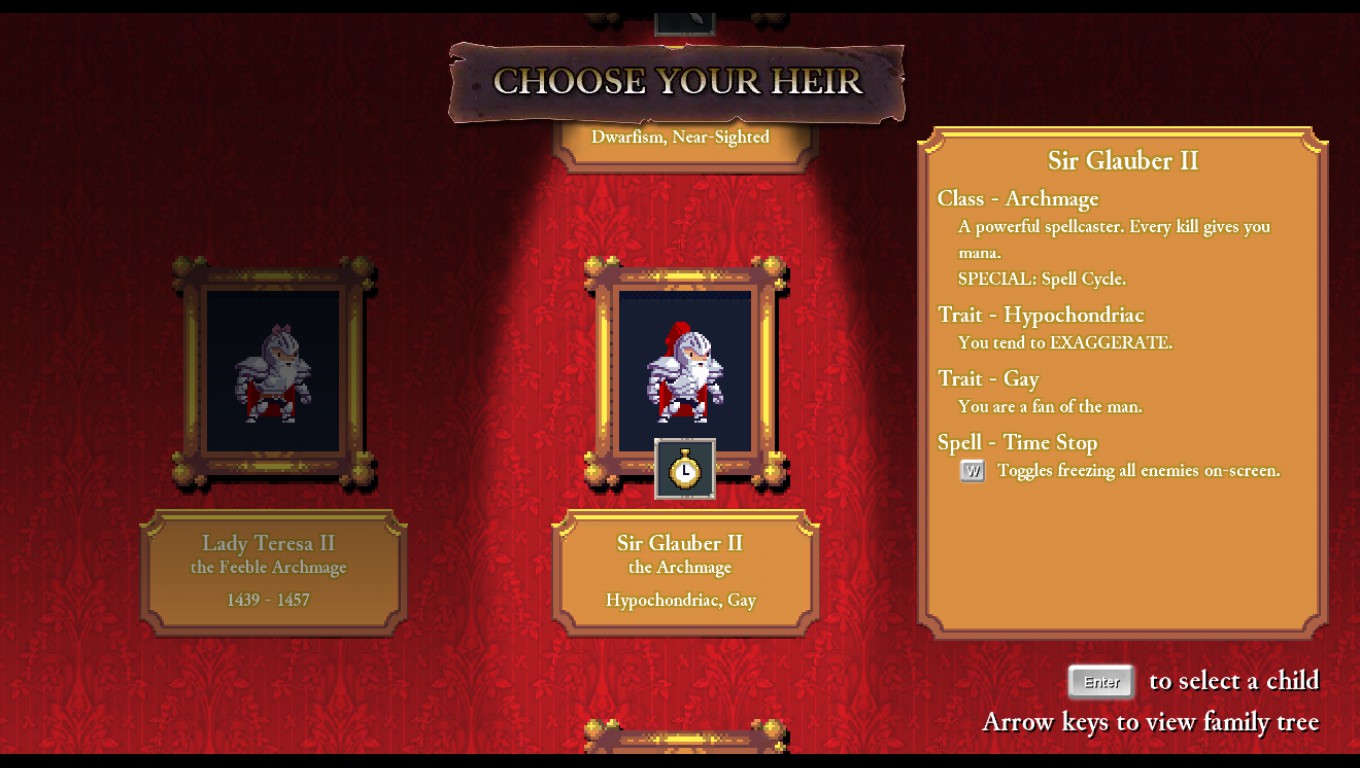 CHOOSE YOUR HEIR
Dwarfism, Near-Sighted
Lady Teresa II
the Feeble Archmage
1439 - 1457
Sir Glauber II
the Archmage
Hypochondriac, Gay
Sir Glauber II
Class - Archmage
A powerful spellcaster. Every kill gives you
mana.
SPECIAL: Spell Cycle.
Trait - Hypochondriac
You tend to EXAGGERATE.
Trait - Gay
You are a fan of the man.
Spell - Time Stop
W Toggles freezing all enemies on-screen.
Enter to select a child
Arrow keys to view family tree